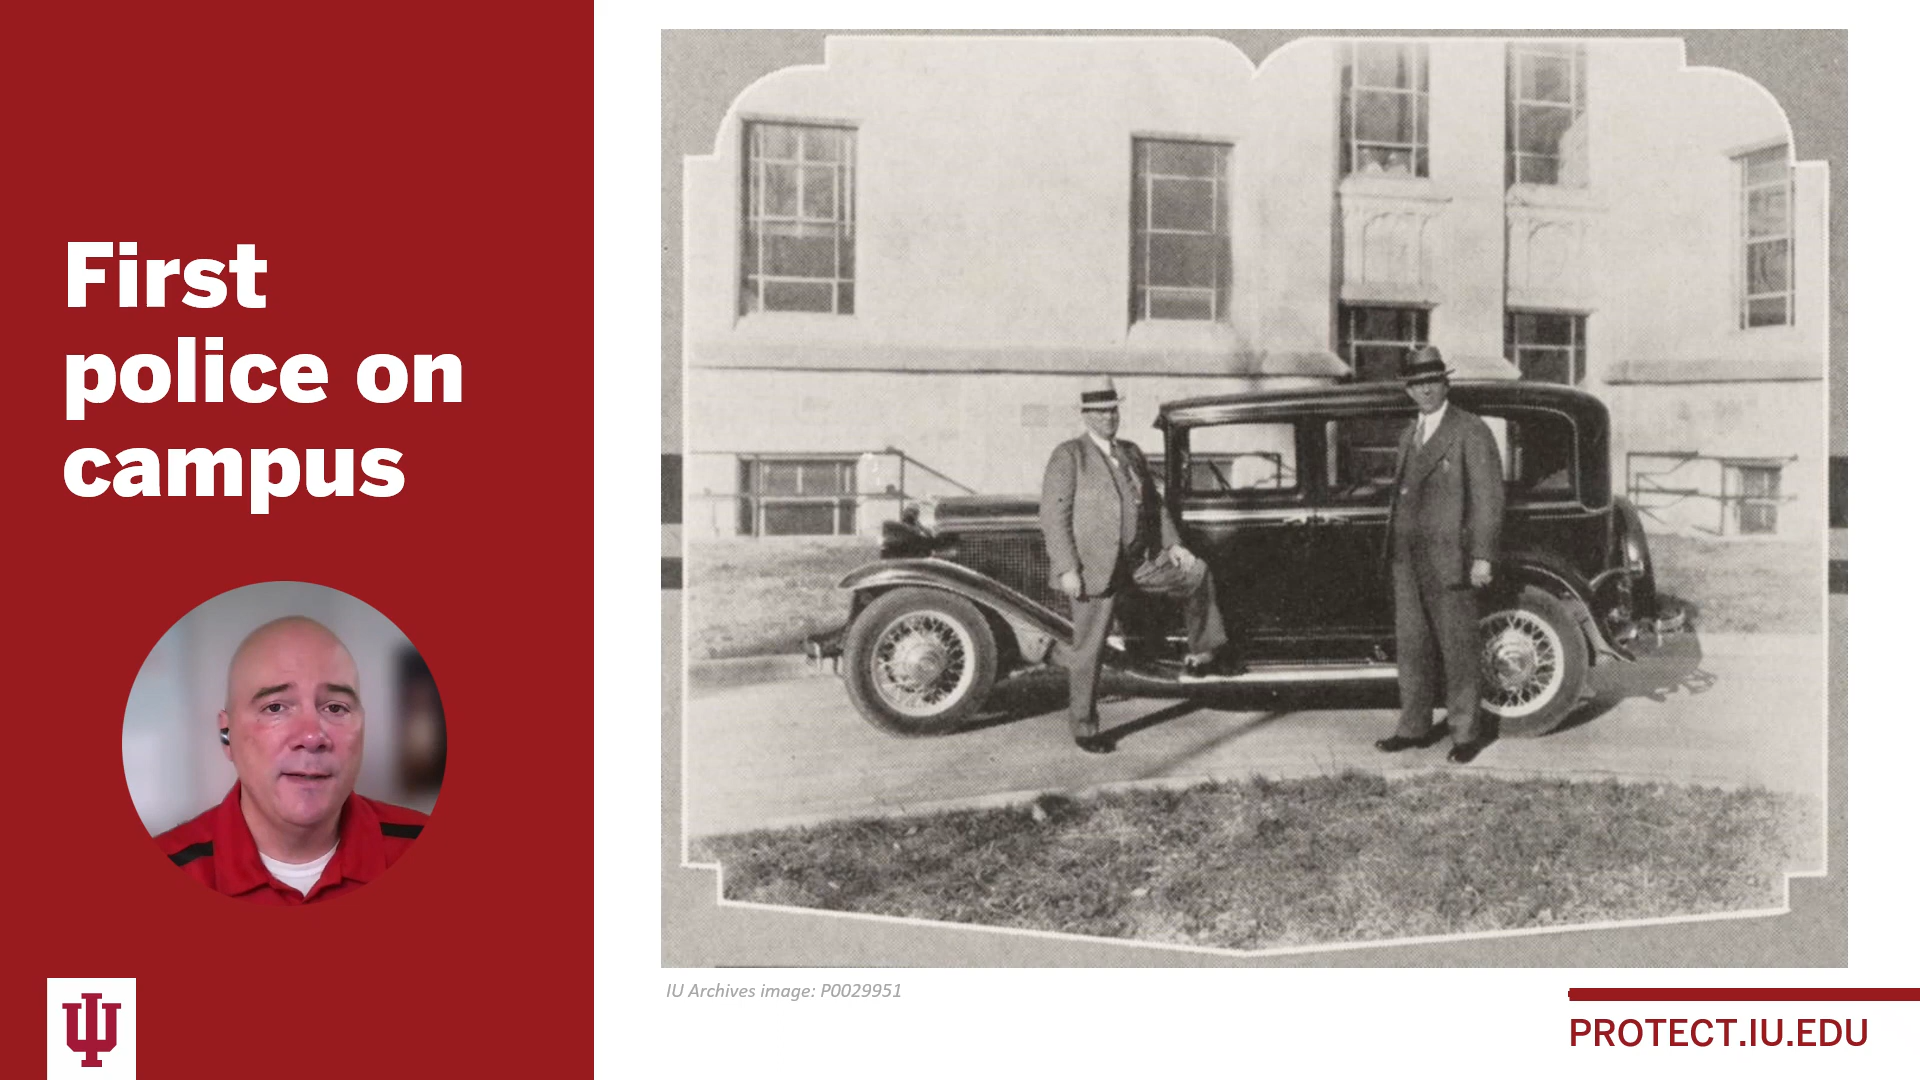 First
police on
campus
IU Archives image: P0029951
PROTECT.IU.EDU